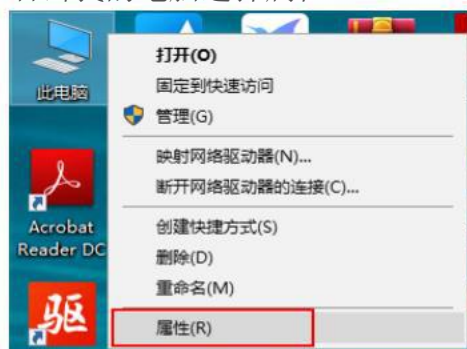 此电脑
打开(O)
固定到快速访问
管理(G)
映射网络驱动器(N)...
断开网络驱动器的连接(C)...
创建快捷方式(S)
删除(D)
重命名(M)
属性(R)
Acrobat
Reader DC
驱